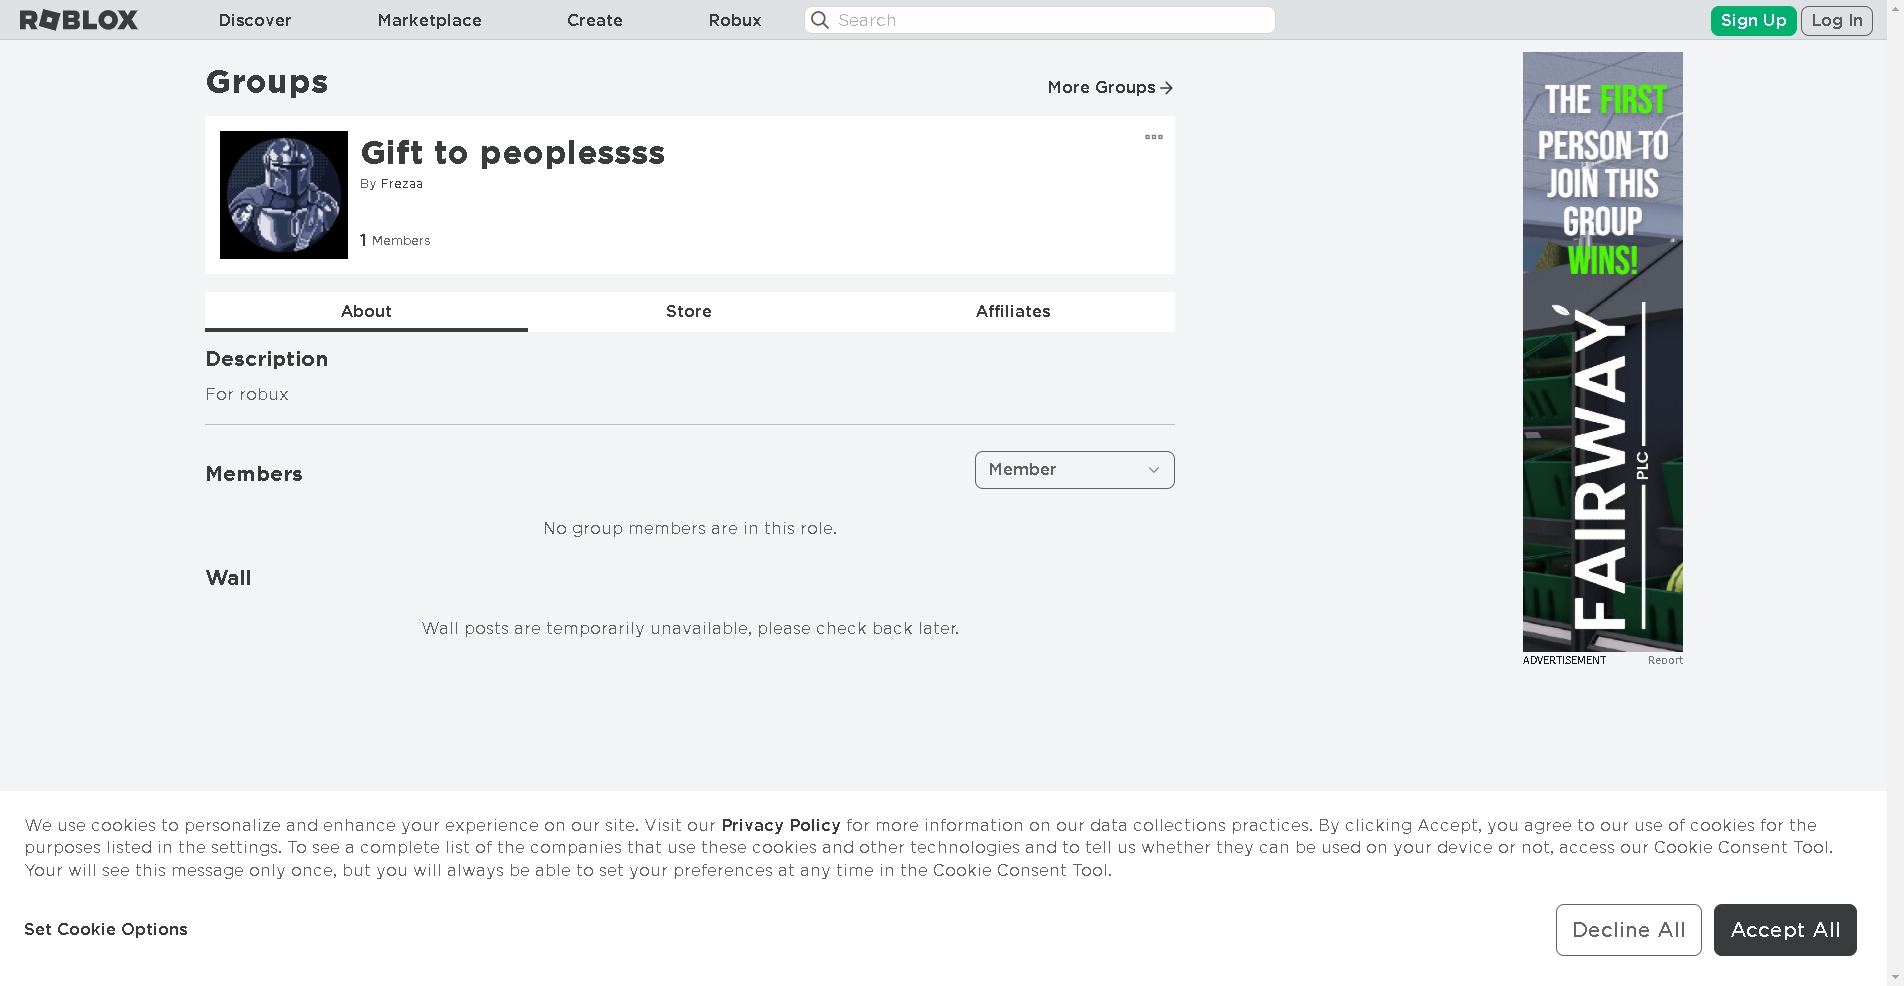 ROBLOX
Discover
Marketplace
Create
Robux
Search
Sign Up
Log In
Groups
More Groups
Gift to peoplessss
By Frezaa
1 Members
About
Store
Affiliates
Description
For robux
Members
Member
No group members are in this role.
Wall
Wall posts are temporarily unavailable, please check back later.
THE FIRST
PERSON TO
JOIN THIS
GROUP
WINS!
FAIRWAY
PLC
ADVERTISEMENT
Report
We use cookies to personalize and enhance your experience on our site. Visit our Privacy Policy for more information on our data collections practices. By clicking Accept, you agree to our use of cookies for the
purposes listed in the settings. To see a complete list of the companies that use these cookies and other technologies and to tell us whether they can be used on your device or not, access our Cookie Consent Tool.
Your will see this message only once, but you will always be able to set your preferences at any time in the Cookie Consent Tool.
Set Cookie Options
Decline All
Accept All